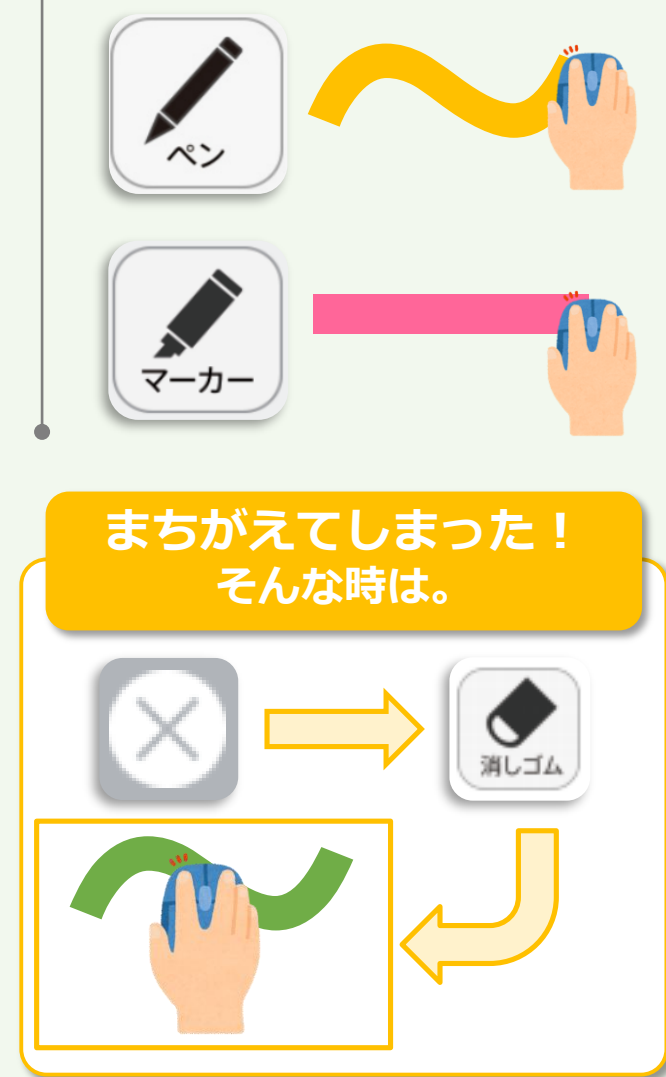 ペン
マーカー
まちがえてしまった！
そんな時は。
消しゴム